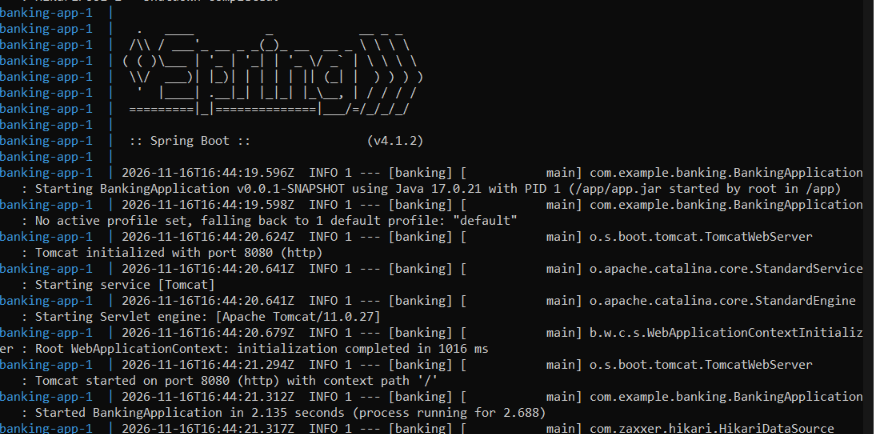 banking-app-1  |
banking-app-1  |   .   ____          _            __ _ _
banking-app-1  |  /\\ / ___'_ __ _ _(_)_ __  __ _ \ \ \ \
banking-app-1  | ( ( )\___ | '_ | '_| | '_ \/ _` | \ \ \ \
banking-app-1  |  \\/  ___)| |_)| | | | | || (_| |  ) ) ) )
banking-app-1  |   '  |____| .__|_| |_|_| |_\__, | / / / /
banking-app-1  |  =========|_|==============|___/=/_/_/_/
banking-app-1  |
banking-app-1  |  :: Spring Boot ::                (v4.1.2)
banking-app-1  |
banking-app-1  | 2026-11-16T16:44:19.596Z  INFO 1 --- [banking] [           main] com.example.banking.BankingApplication
   : Starting BankingApplication v0.0.1-SNAPSHOT using Java 17.0.21 with PID 1 (/app/app.jar started by root in /app)
banking-app-1  | 2026-11-16T16:44:19.598Z  INFO 1 --- [banking] [           main] com.example.banking.BankingApplication
   : No active profile set, falling back to 1 default profile: "default"
banking-app-1  | 2026-11-16T16:44:20.624Z  INFO 1 --- [banking] [           main] o.s.boot.tomcat.TomcatWebServer
   : Tomcat initialized with port 8080 (http)
banking-app-1  | 2026-11-16T16:44:20.641Z  INFO 1 --- [banking] [           main] o.apache.catalina.core.StandardService
   : Starting service [Tomcat]
banking-app-1  | 2026-11-16T16:44:20.641Z  INFO 1 --- [banking] [           main] o.apache.catalina.core.StandardEngine
   : Starting Servlet engine: [Apache Tomcat/11.0.27]
banking-app-1  | 2026-11-16T16:44:20.679Z  INFO 1 --- [banking] [           main] b.w.c.s.WebApplicationContextInitializ
er : Root WebApplicationContext: initialization completed in 1016 ms
banking-app-1  | 2026-11-16T16:44:21.294Z  INFO 1 --- [banking] [           main] o.s.boot.tomcat.TomcatWebServer
   : Tomcat started on port 8080 (http) with context path '/'
banking-app-1  | 2026-11-16T16:44:21.312Z  INFO 1 --- [banking] [           main] com.example.banking.BankingApplication
   : Started BankingApplication in 2.135 seconds (process running for 2.688)
banking-app-1  | 2026-11-16T16:44:21.317Z  INFO 1 --- [banking] [           main] com.zaxxer.hikari.HikariDataSource